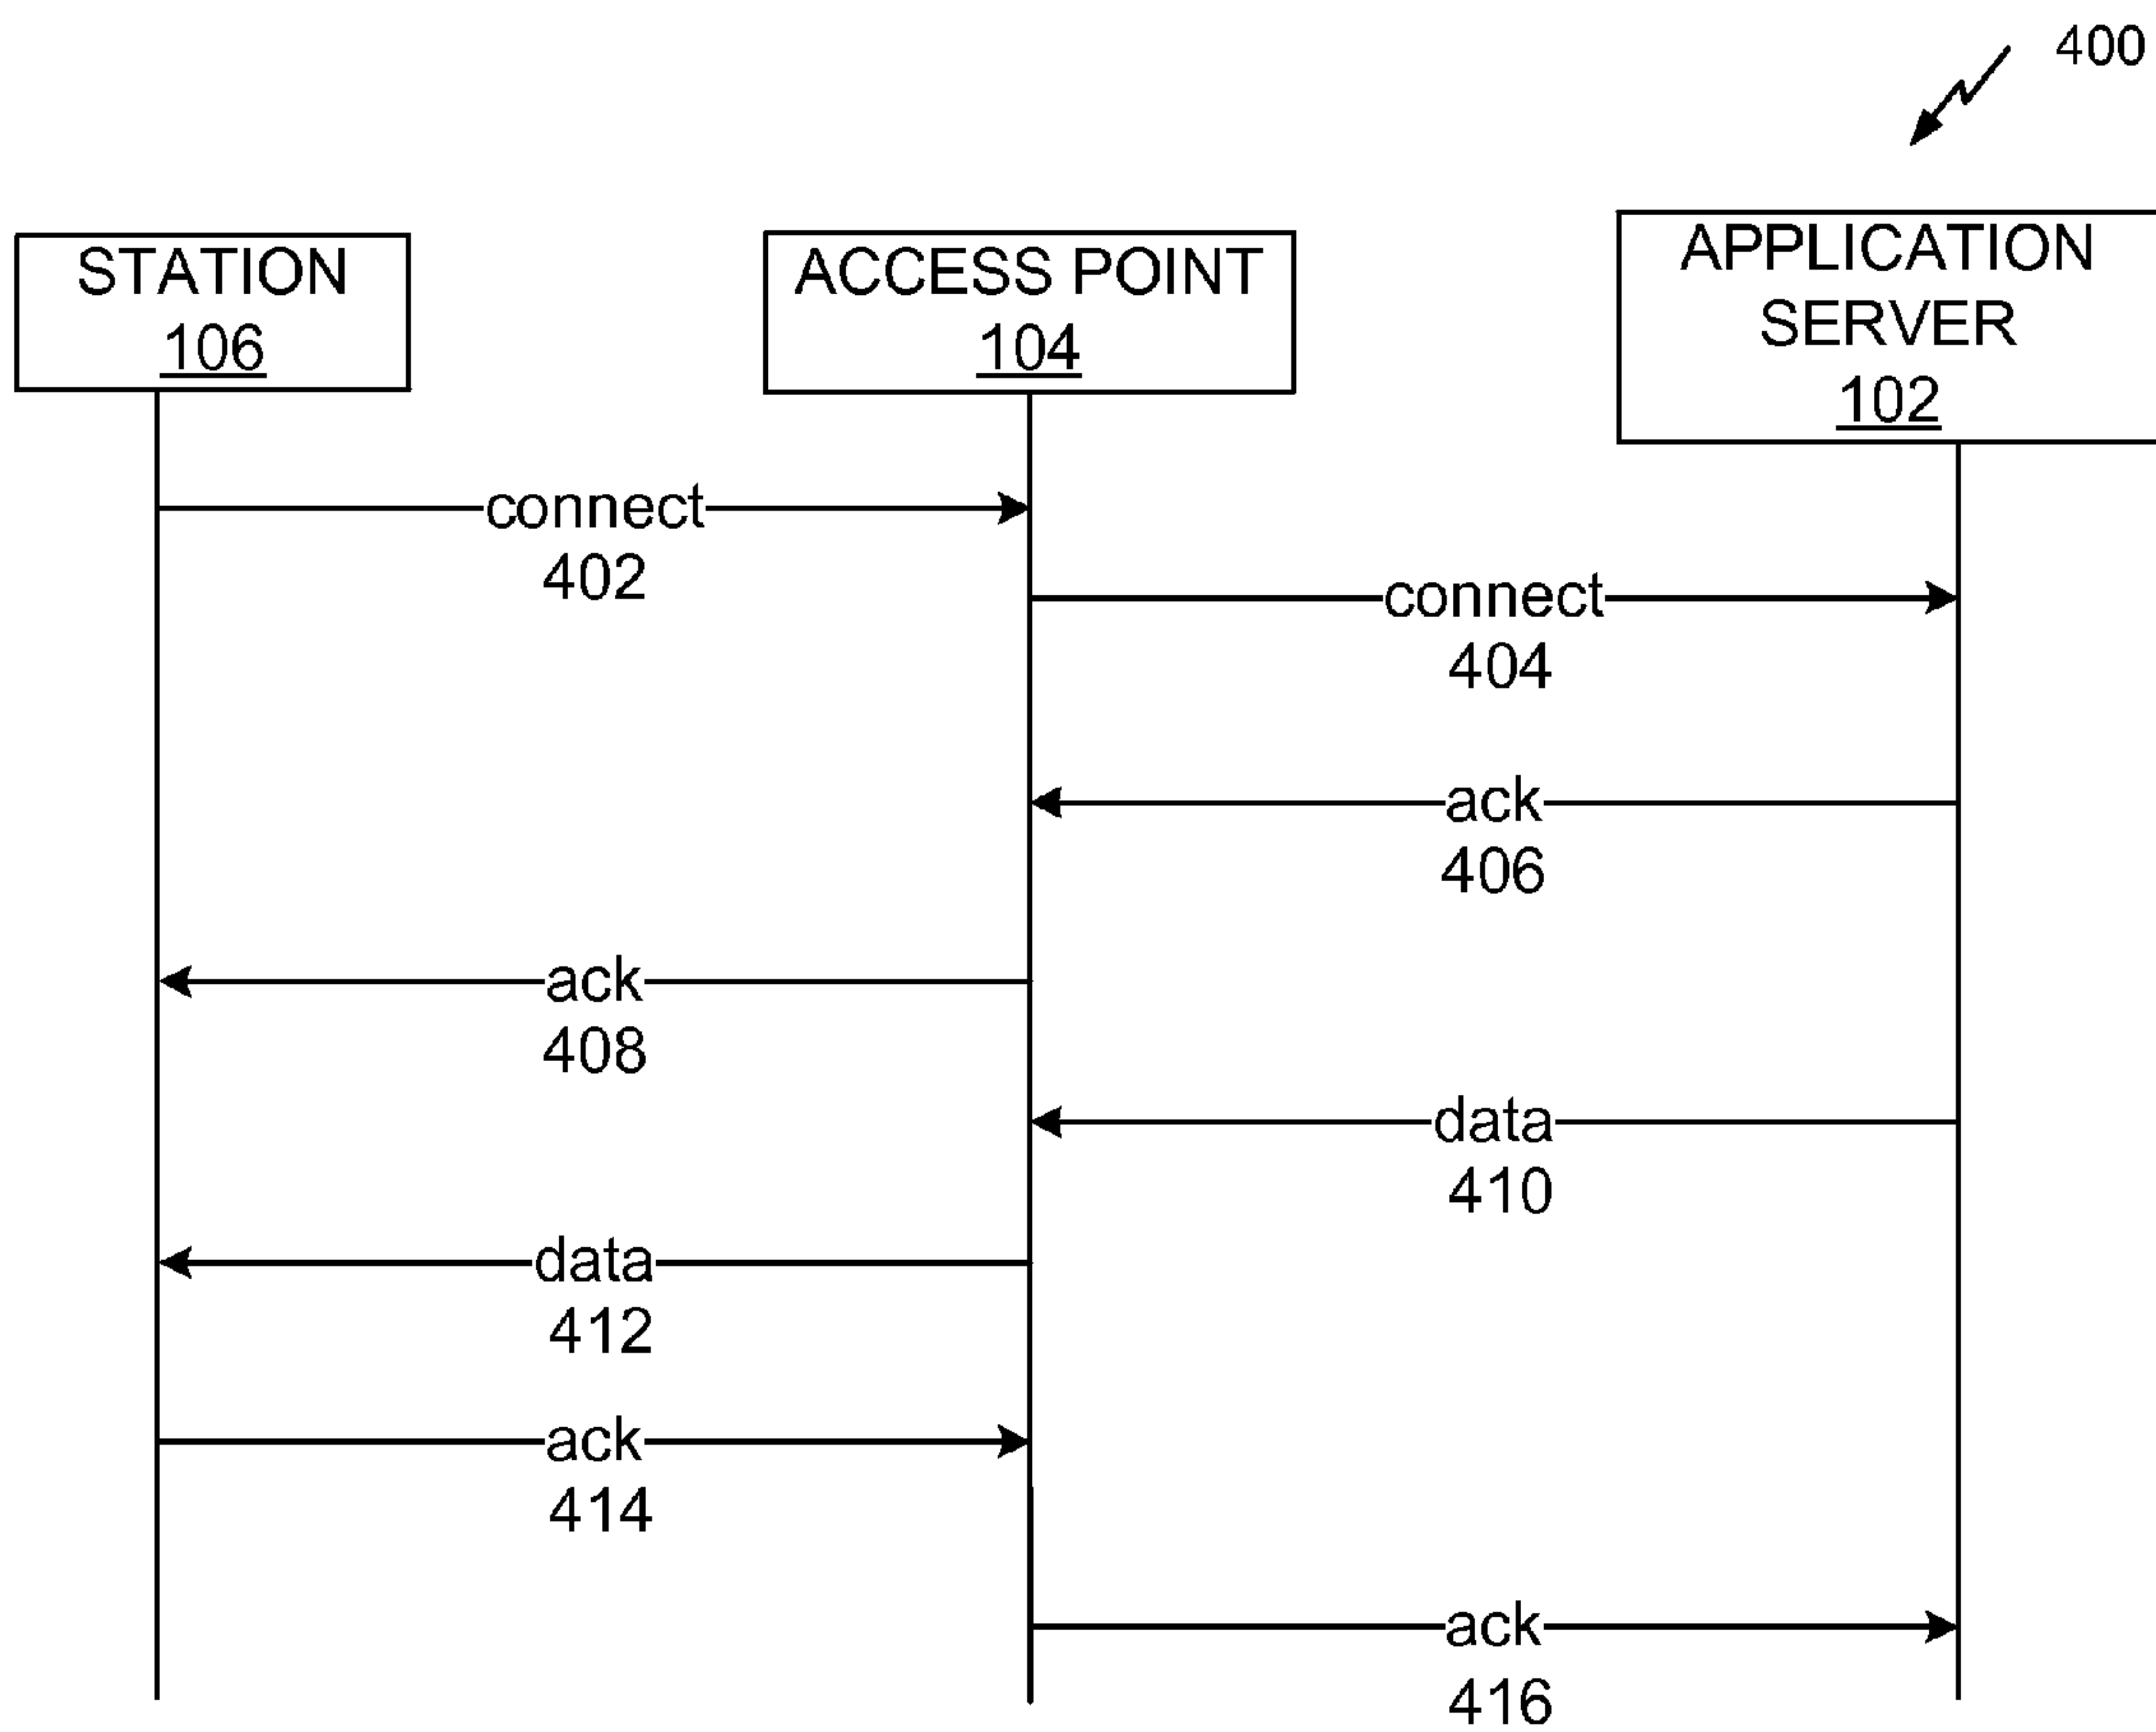 400
STATION
106
ACCESS POINT
104
APPLICATION
SERVER
102
connect
402
connect
404
ack
406
ack
408
data
410
data
412
ack
414
ack
416